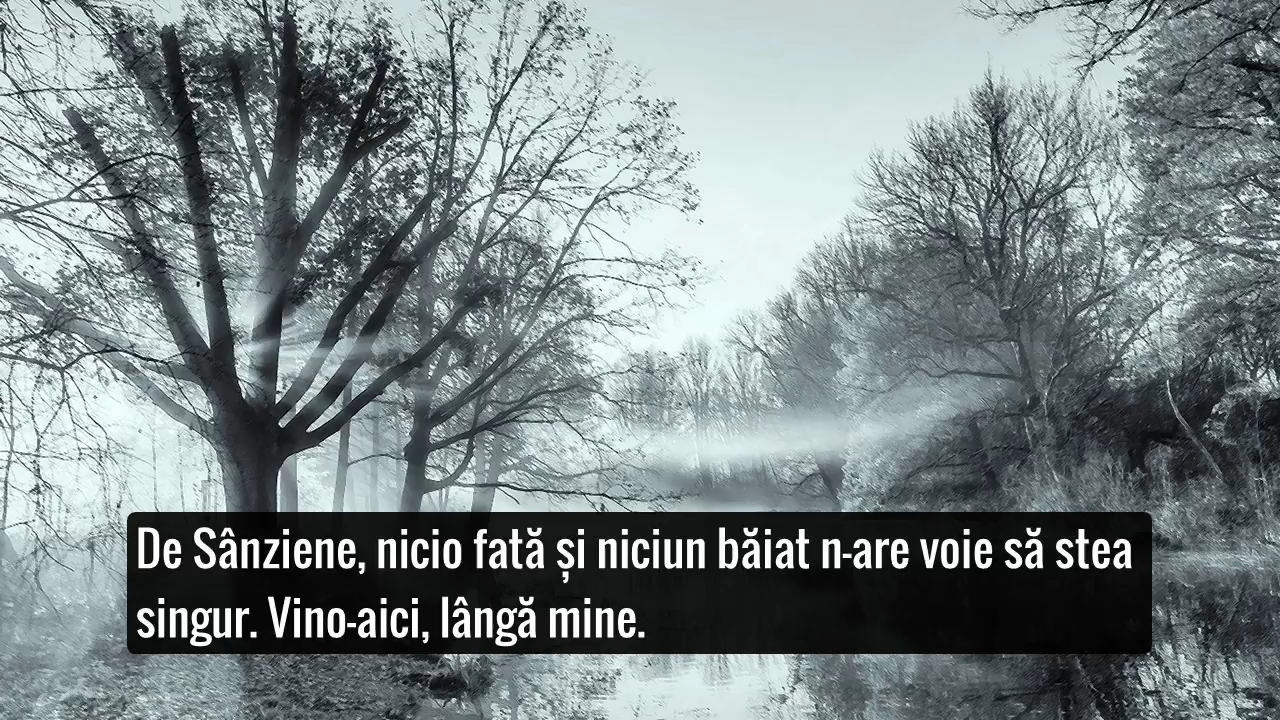 De Sânziene, nicio fată și niciun băiat n-are voie să stea
singur. Vino-aici, lângă mine.